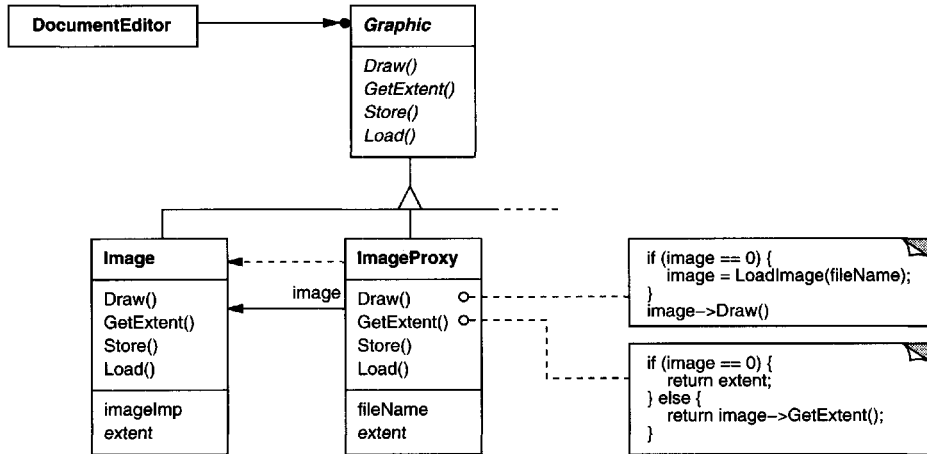 DocumentEditor
Graphic
Draw()
GetExtent()
Store()
Load()
Image
Draw()
GetExtent()
Store()
Load()
imageImp
extent
image
ImageProxy
Draw()
GetExtent()
Store()
Load()
fileName
extent
if (image == 0) {
image = LoadImage(fileName);
}
image->Draw()
if (image == 0) {
return extent;
} else {
return image->GetExtent();
}